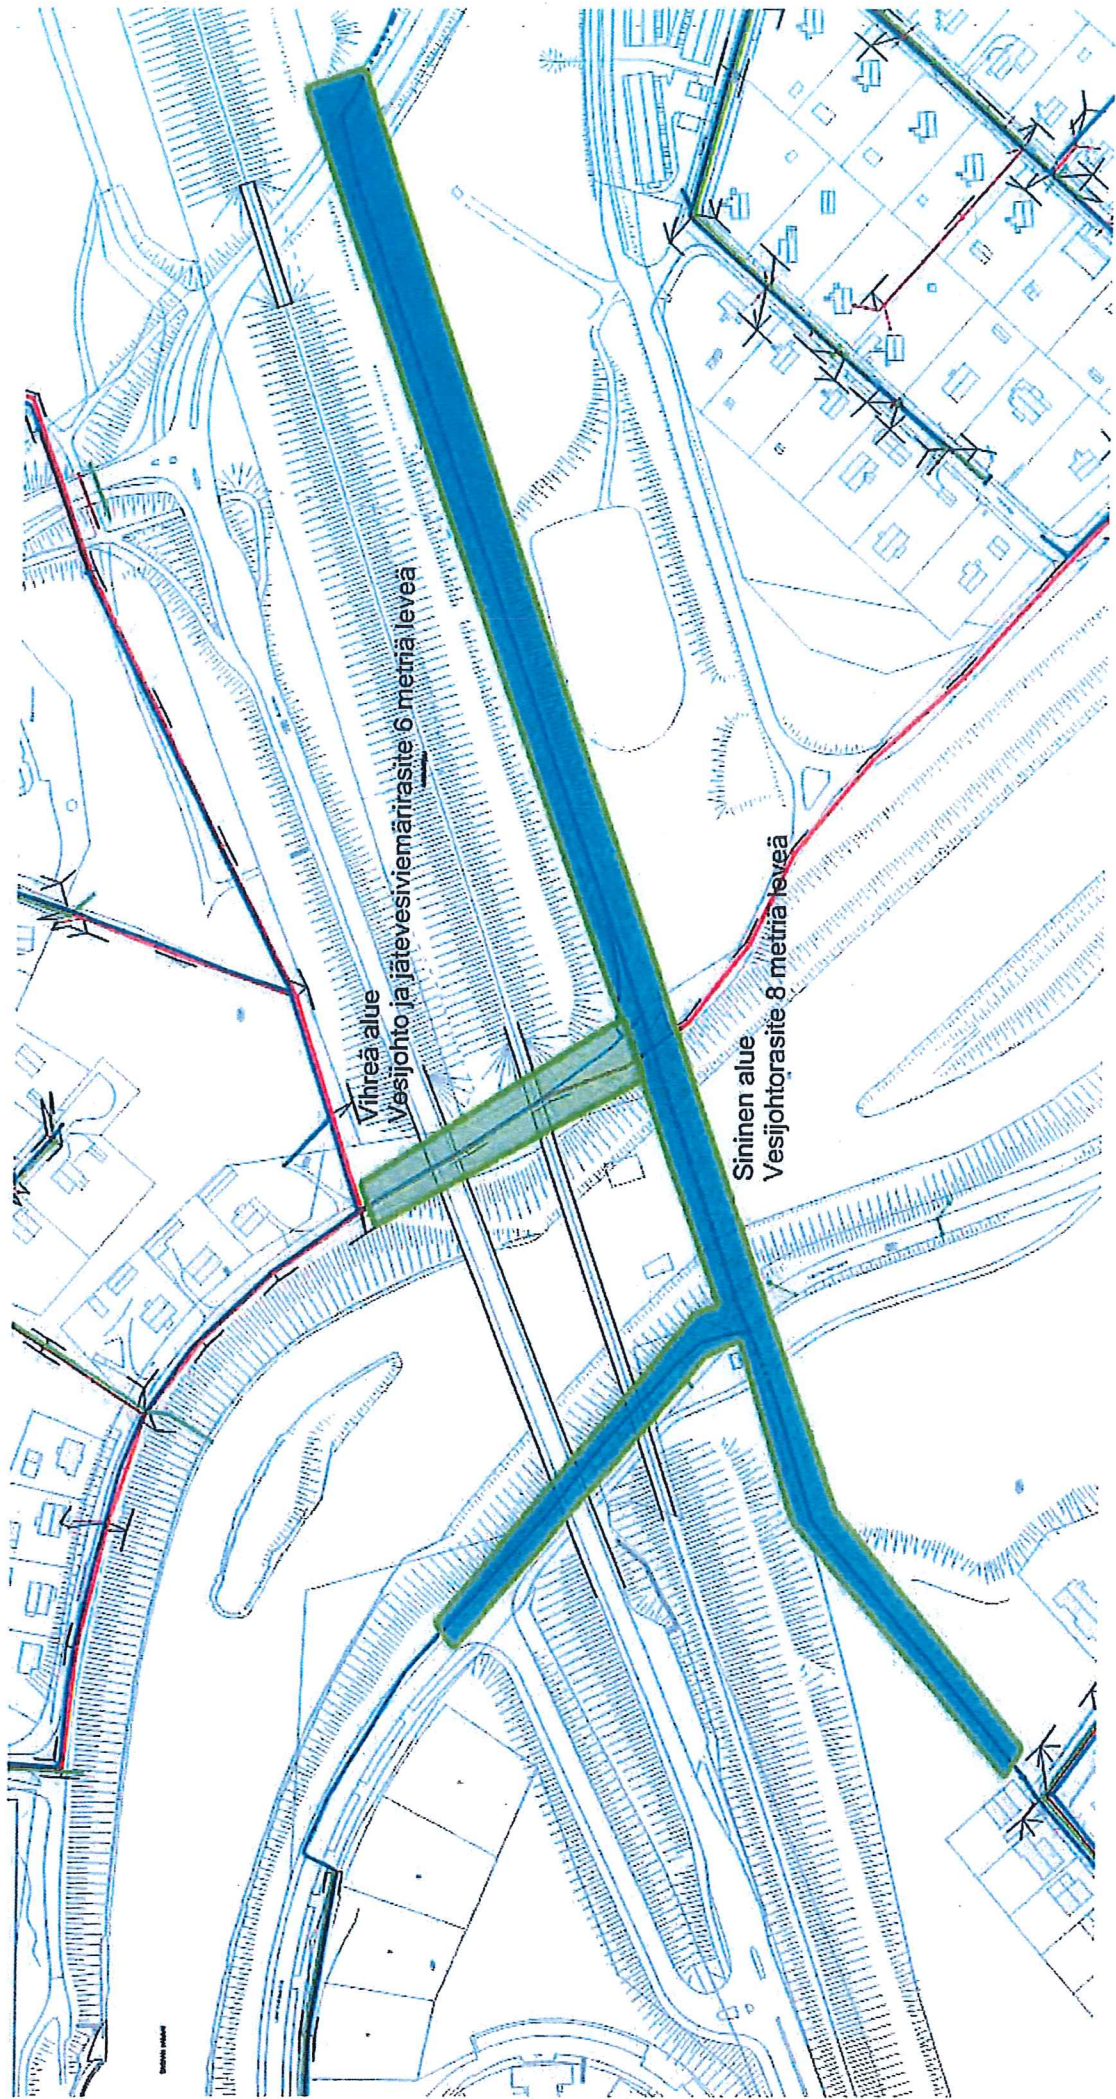 Vihreä alue
Vesijohto ja jätevesiviemärirasite 6 metriä leveä
Sininen alue
Vesijohtorasite 8 metriä leveä